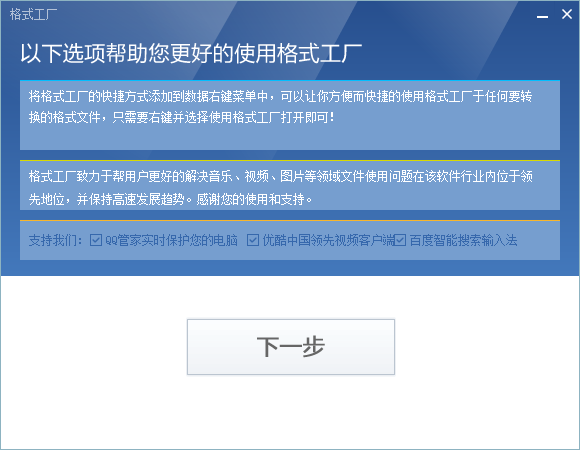 格式工厂
以下选项帮助您更好的使用格式工厂
将格式工厂的快捷方式添加到数据右键菜单中，可以让你方便而快捷的使用格式工厂于任何要转
换的格式文件，只需要右键并选择使用格式工厂打开即可！
格式工厂致力于帮用户更好的解决音乐、视频、图片等领域文件使用问题在该软件行业内位于领
先地位，并保持高速发展趋势。感谢您的使用和支持。
支持我们： QQ管家实时保护您的电脑 优酷中国领先视频客户端 百度智能搜索输入法
下一步